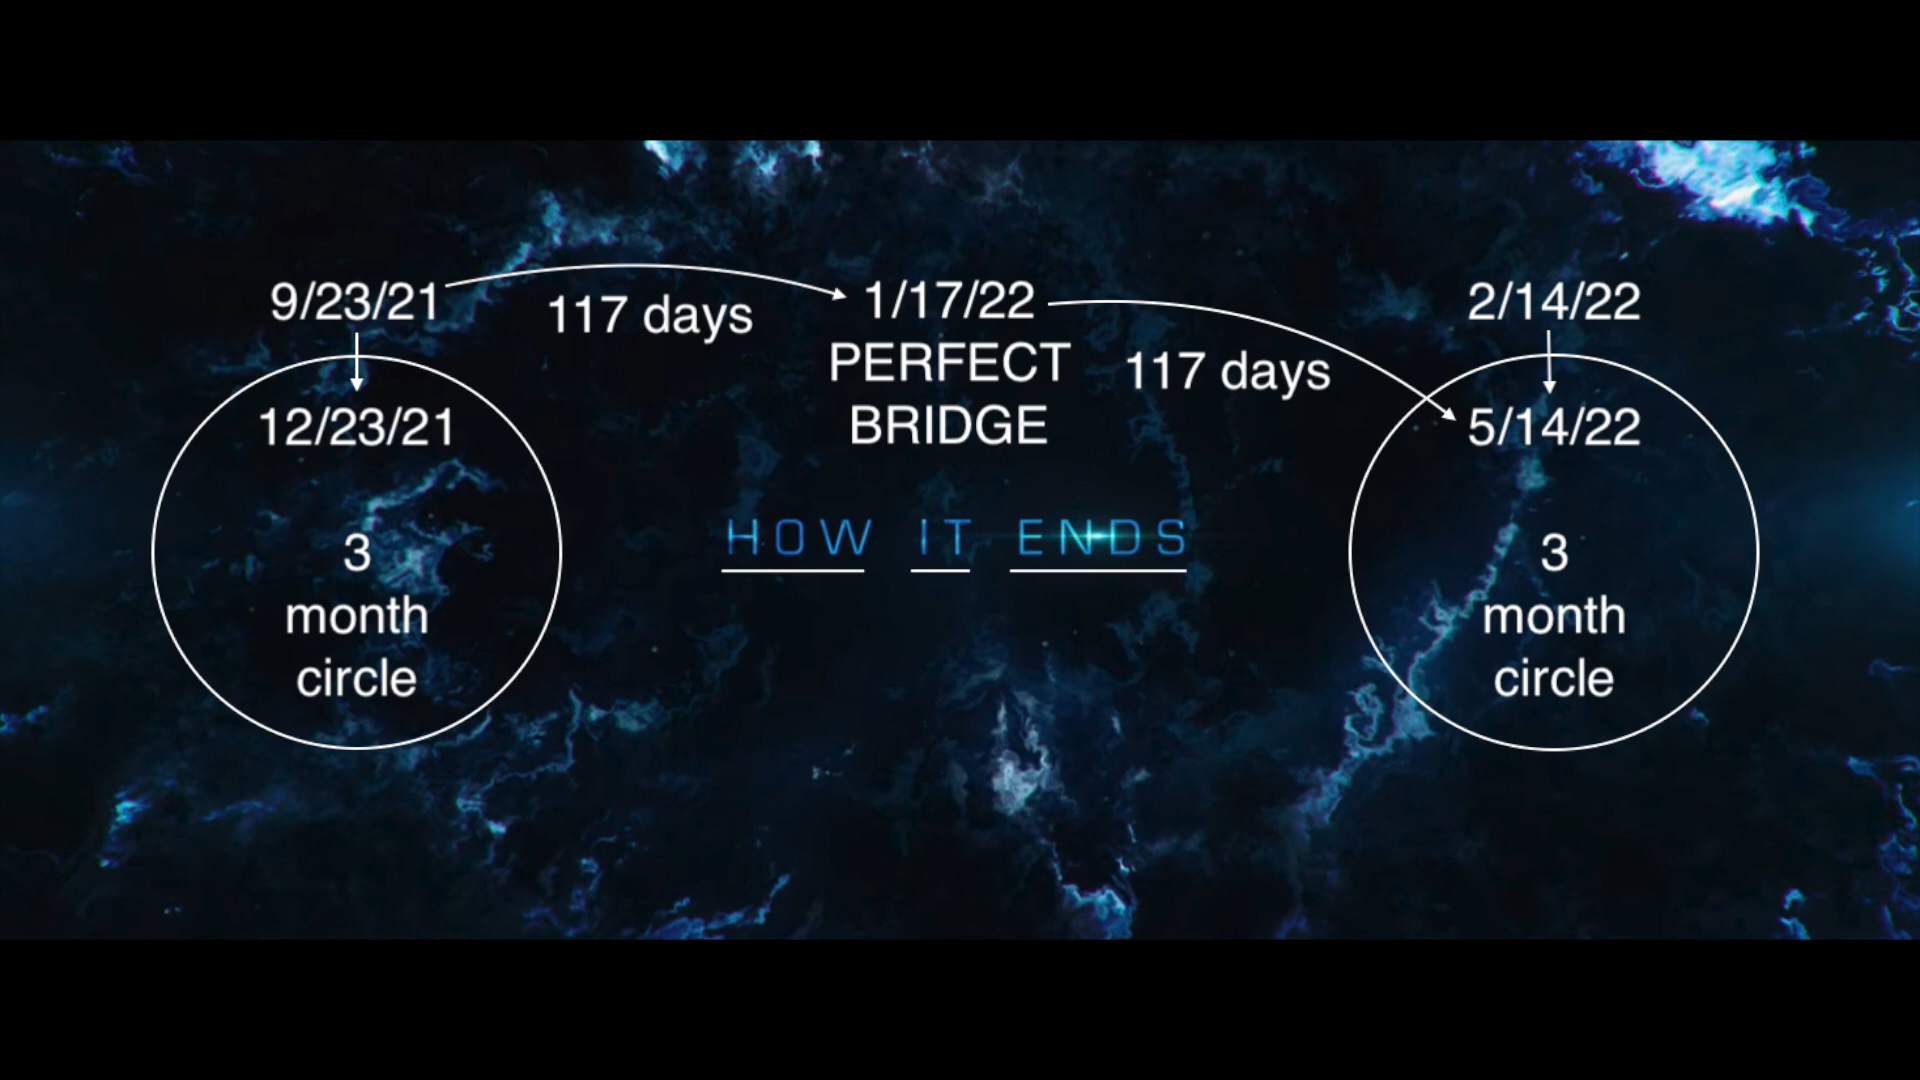 9/23/21
12/23/21
3
month
circle
117 days
1/17/22
PERFECT
BRIDGE
HOW IT ENDS
117 days
2/14/22
5/14/22
3
month
circle